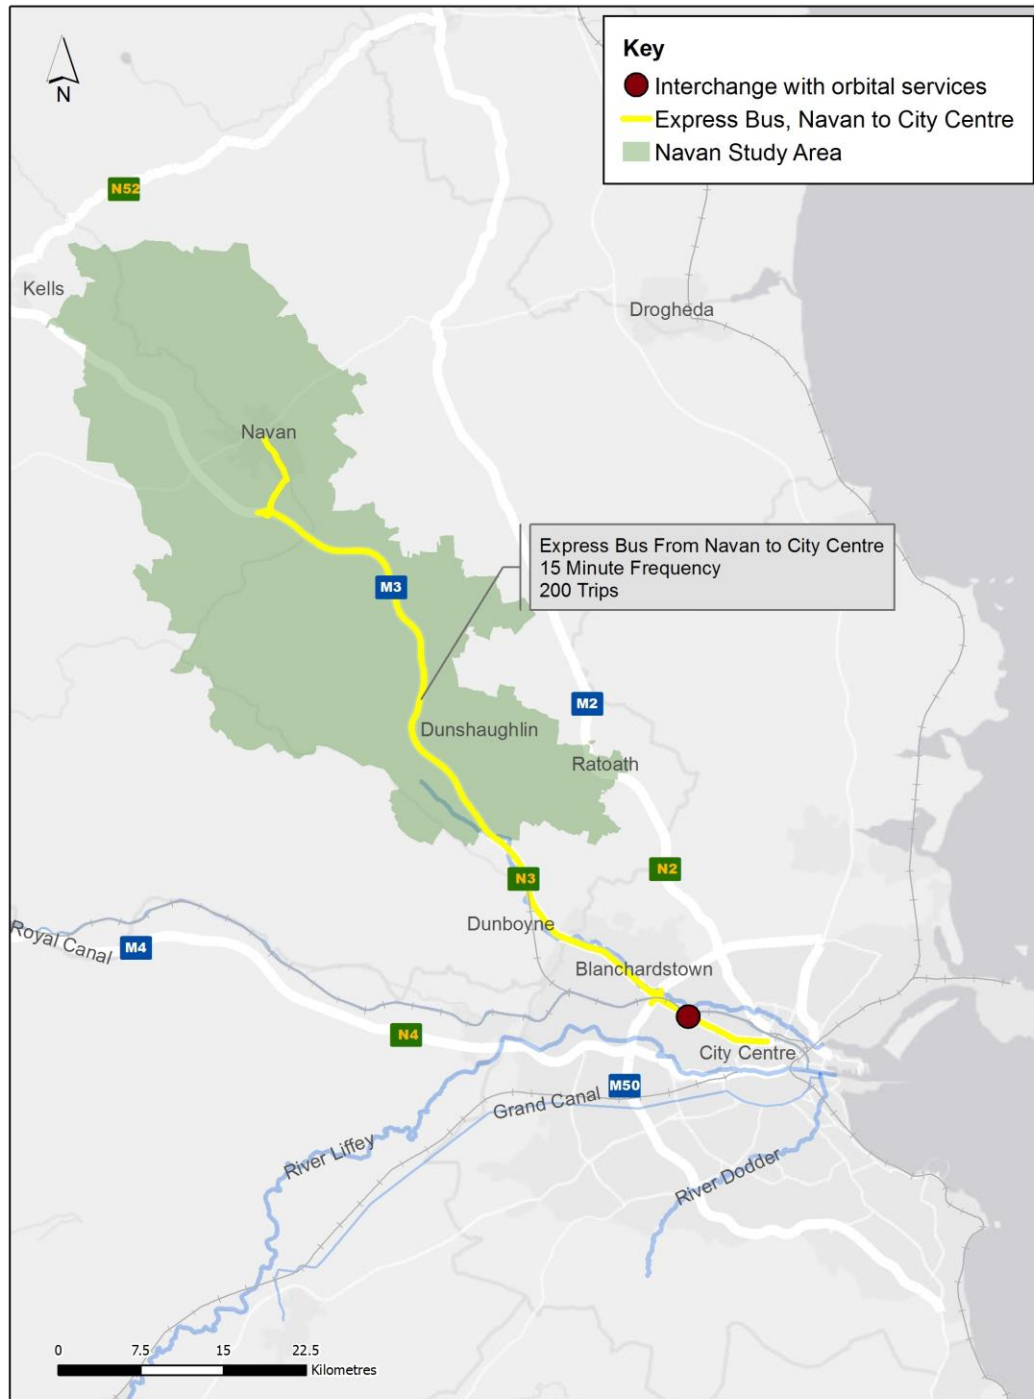 Key
Interchange with orbital services
Express Bus, Navan to City Centre
Navan Study Area
N
N52
Kells
Drogheda
Navan
Express Bus From Navan to City Centre
15 Minute Frequency
200 Trips
M3
M2
Dunshaughlin
Ratoath
N3
N2
Dunboyne
Royal Canal
M4
Blanchardstown
N4
City Centre
M50
Grand Canal
River Liffey
River Dodder
0 7.5 15 22.5
Kilometres